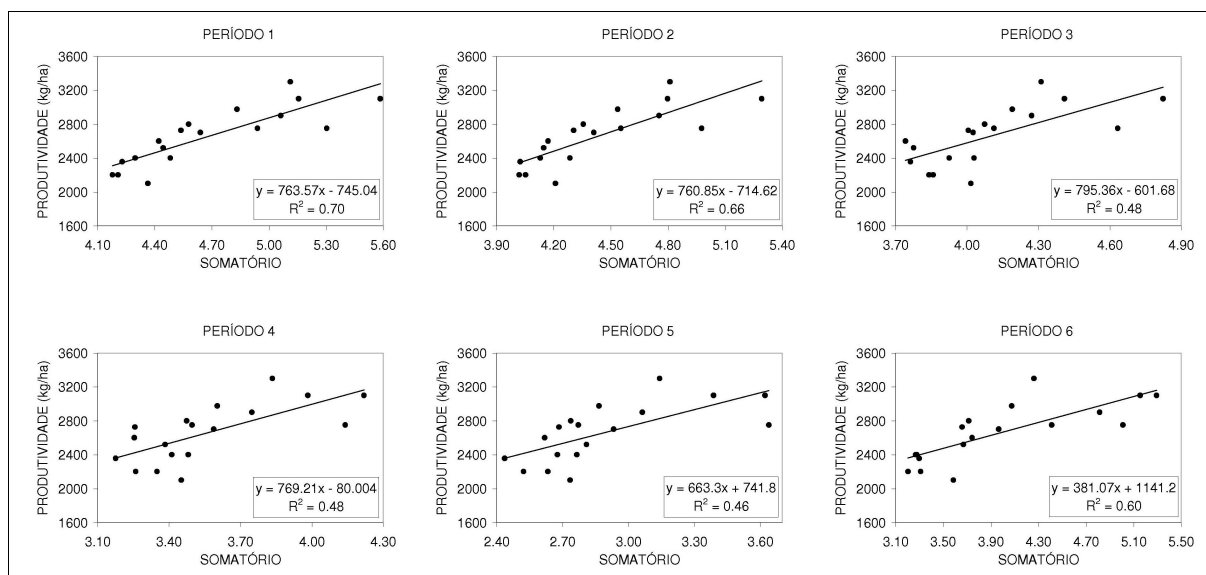 PERÍODO 1
PRODUTIVIDADE (kg/ha)
3600
3200
2800
2400
2000
1600
y = 763.57x - 745.04
R² = 0.70
4.10 4.40 4.70 5.00 5.30 5.60
SOMATÓRIO
PERÍODO 2
PRODUTIVIDADE (kg/ha)
3600
3200
2800
2400
2000
1600
y = 760.85x - 714.62
R² = 0.66
3.90 4.20 4.50 4.80 5.10 5.40
SOMATÓRIO
PERÍODO 3
PRODUTIVIDADE (kg/ha)
3600
3200
2800
2400
2000
1600
y = 795.36x - 601.68
R² = 0.48
3.70 4.00 4.30 4.60 4.90
SOMATÓRIO
PERÍODO 4
PRODUTIVIDADE (kg/ha)
3600
3200
2800
2400
2000
1600
y = 769.21x - 80.004
R² = 0.48
3.10 3.40 3.70 4.00 4.30
SOMATÓRIO
PERÍODO 5
PRODUTIVIDADE (kg/ha)
3600
3200
2800
2400
2000
1600
y = 663.3x + 741.8
R² = 0.46
2.40 2.70 3.00 3.30 3.60
SOMATÓRIO
PERÍODO 6
PRODUTIVIDADE (kg/ha)
3600
3200
2800
2400
2000
1600
y = 381.07x + 1141.2
R² = 0.60
3.10 3.50 3.90 4.30 4.70 5.10 5.50
SOMATÓRIO